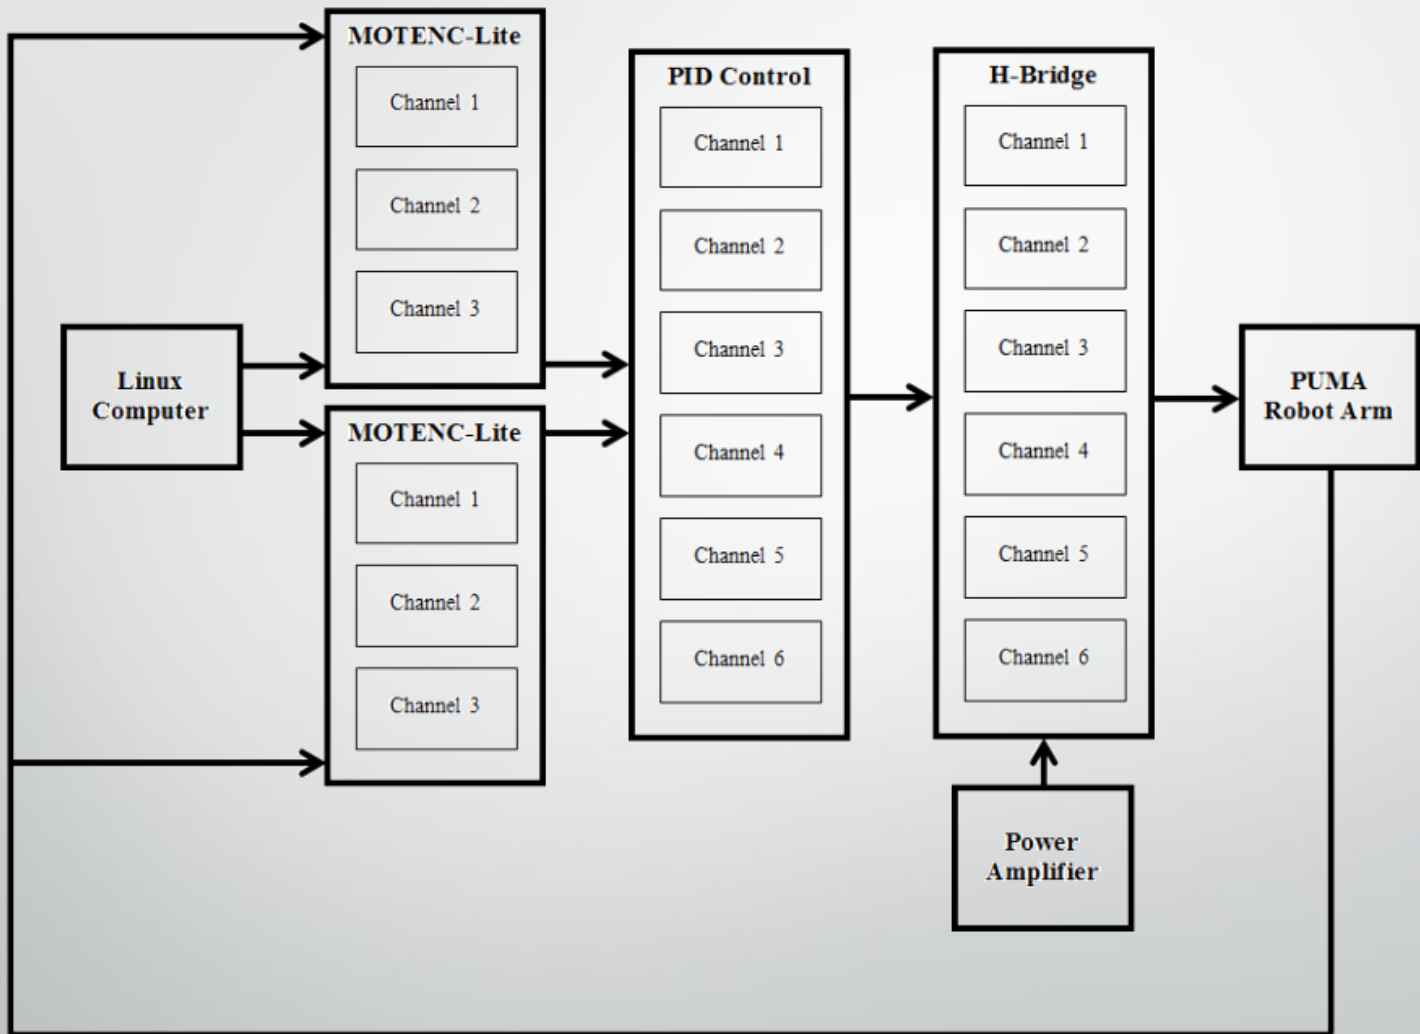 MOTENC-Lite
Channel 1
Channel 2
Channel 3
Linux
Computer
MOTENC-Lite
Channel 1
Channel 2
Channel 3
PID Control
Channel 1
Channel 2
Channel 3
Channel 4
Channel 5
Channel 6
H-Bridge
Channel 1
Channel 2
Channel 3
Channel 4
Channel 5
Channel 6
Power
Amplifier
PUMA
Robot Arm